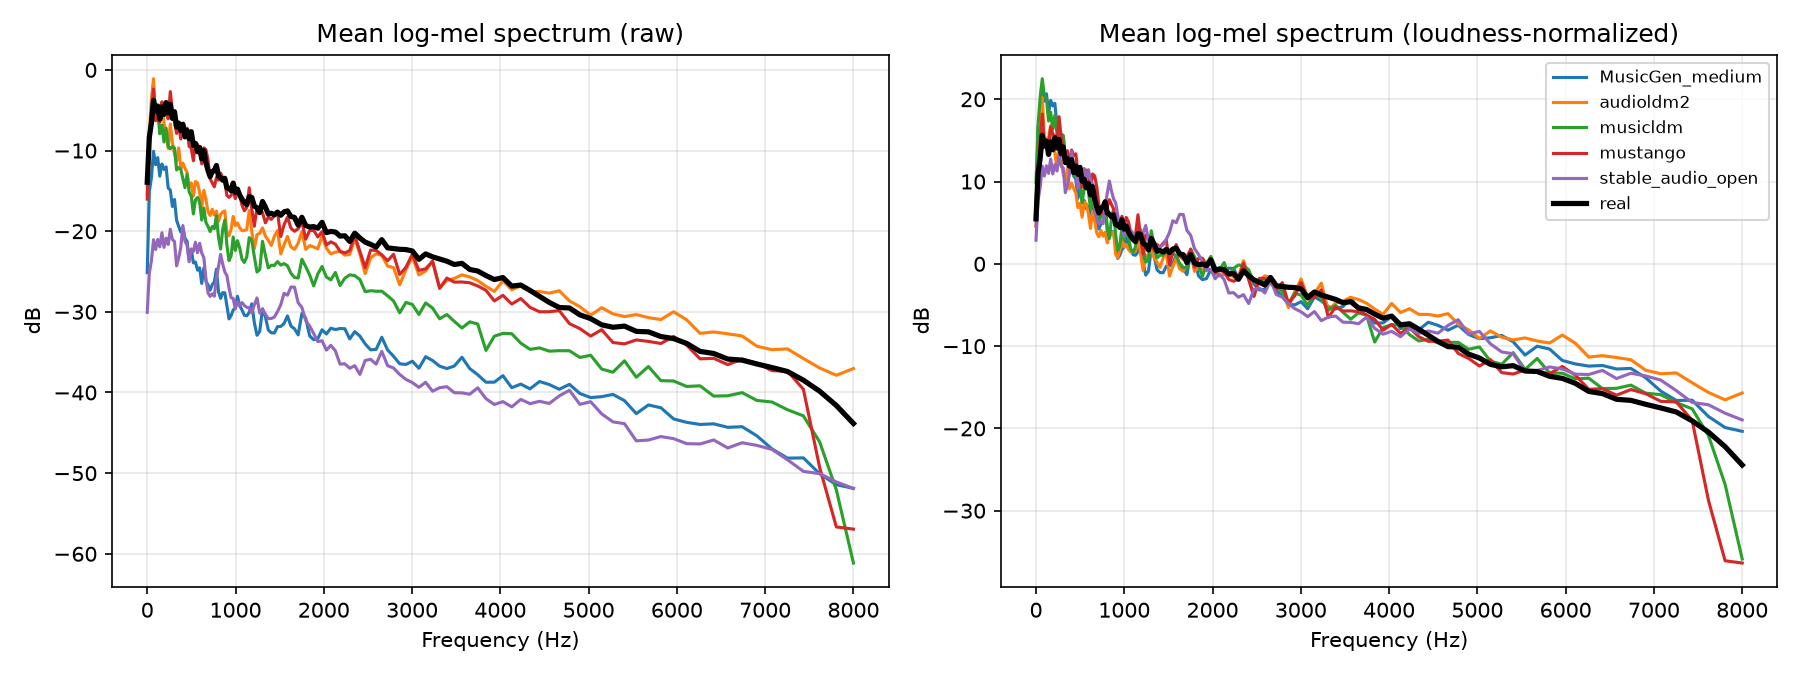 Mean log-mel spectrum (raw)
0
−10
−20
−30
−40
−50
−60
dB
0 1000 2000 3000 4000 5000 6000 7000 8000
Frequency (Hz)
Mean log-mel spectrum (loudness-normalized)
20
10
0
−10
−20
−30
dB
0 1000 2000 3000 4000 5000 6000 7000 8000
Frequency (Hz)
MusicGen_medium
audioldm2
musicldm
mustango
stable_audio_open
real